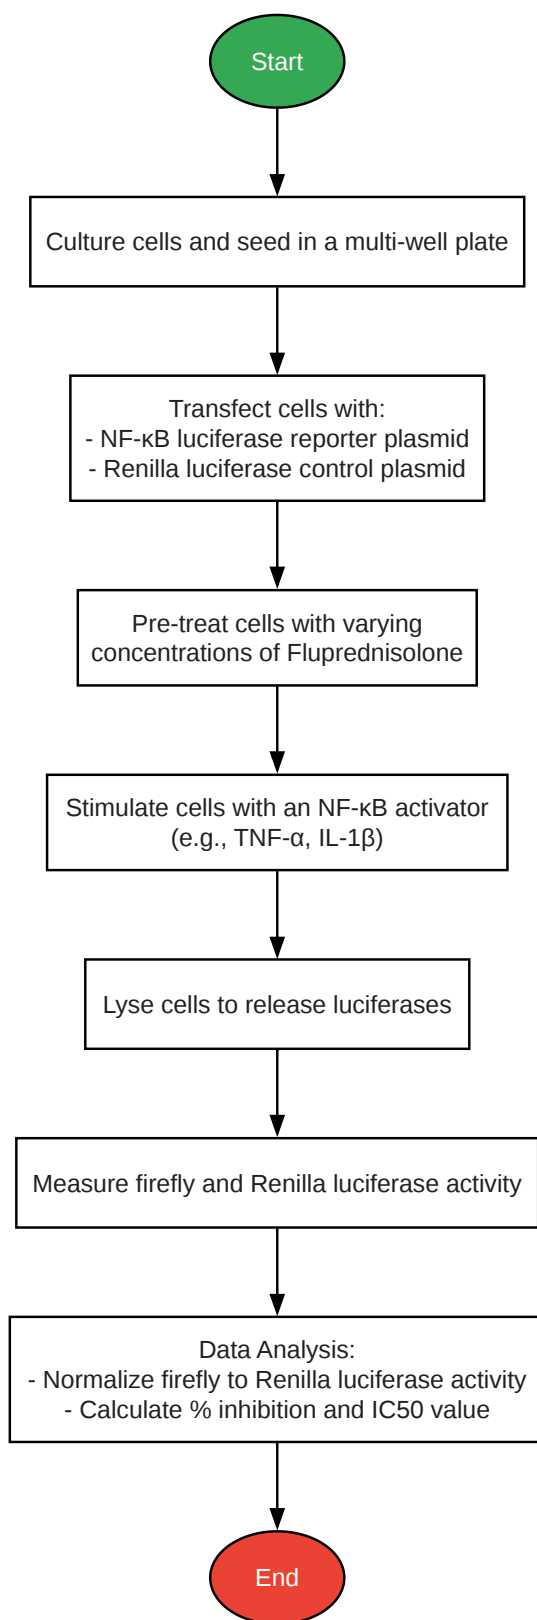 Start
Culture cells and seed in a multi-well plate
Transfect cells with:
- NF-κB luciferase reporter plasmid
- Renilla luciferase control plasmid
Pre-treat cells with varying
concentrations of Fluprednisolone
Stimulate cells with an NF-κB activator
(e.g., TNF-α, IL-1β)
Lyse cells to release luciferases
Measure firefly and Renilla luciferase activity
Data Analysis:
- Normalize firefly to Renilla luciferase activity
- Calculate % inhibition and IC50 value
End